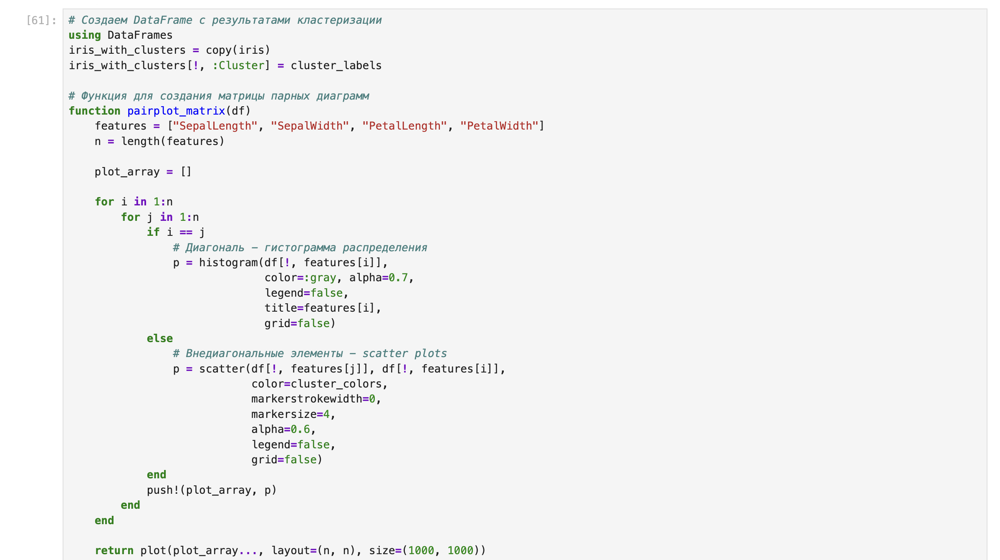 [61]:
# Создаем DataFrame с результатами кластеризации
using DataFrames
iris_with_clusters = copy(iris)
iris_with_clusters[!, :Cluster] = cluster_labels

# Функция для создания матрицы парных диаграмм
function pairplot_matrix(df)
    features = ["SepalLength", "SepalWidth", "PetalLength", "PetalWidth"]
    n = length(features)

    plot_array = []

    for i in 1:n
        for j in 1:n
            if i == j
                # Диагональ – гистограмма распределения
                p = histogram(df[!, features[i]],
                              color=:gray, alpha=0.7,
                              legend=false,
                              title=features[i],
                              grid=false)
            else
                # Внедиагональные элементы – scatter plots
                p = scatter(df[!, features[j]], df[!, features[i]],
                            color=cluster_colors,
                            markerstrokewidth=0,
                            markersize=4,
                            alpha=0.6,
                            legend=false,
                            grid=false)
            end
            push!(plot_array, p)
        end
    end

    return plot(plot_array..., layout=(n, n), size=(1000, 1000))